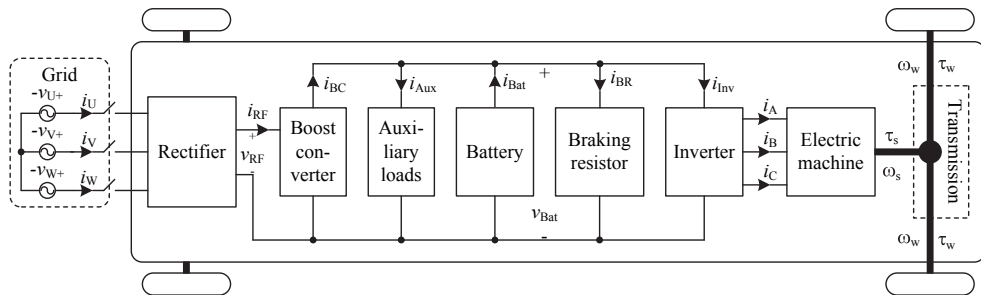 Grid
-vU+
iU
-vV+
iV
-vW+
iW
Rectifier
iRF
+
vRF
-
iBC
Boost
con-
verter
iAux
Auxi-
liary
loads
iBat
Battery
+
vBat
-
iBR
Braking
resistor
iInv
Inverter
iA
iB
iC
Electric
machine
τs
ωs
ωw
τw
Transmission
ωw
τw